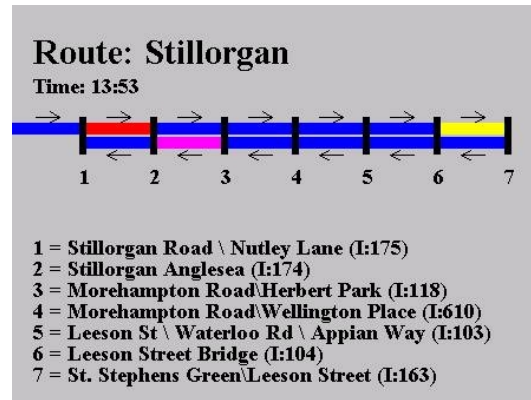 Route: Stillorgan
Time: 13:53
1 2 3 4 5 6 7
1 = Stillorgan Road \ Nutley Lane (I:175)
2 = Stillorgan Anglesea (I:174)
3 = Morehampton Road\Herbert Park (I:118)
4 = Morehampton Road\Wellington Place (I:610)
5 = Leeson St \ Waterloo Rd \ Appian Way (I:103)
6 = Leeson Street Bridge (I:104)
7 = St. Stephens Green\Leeson Street (I:163)